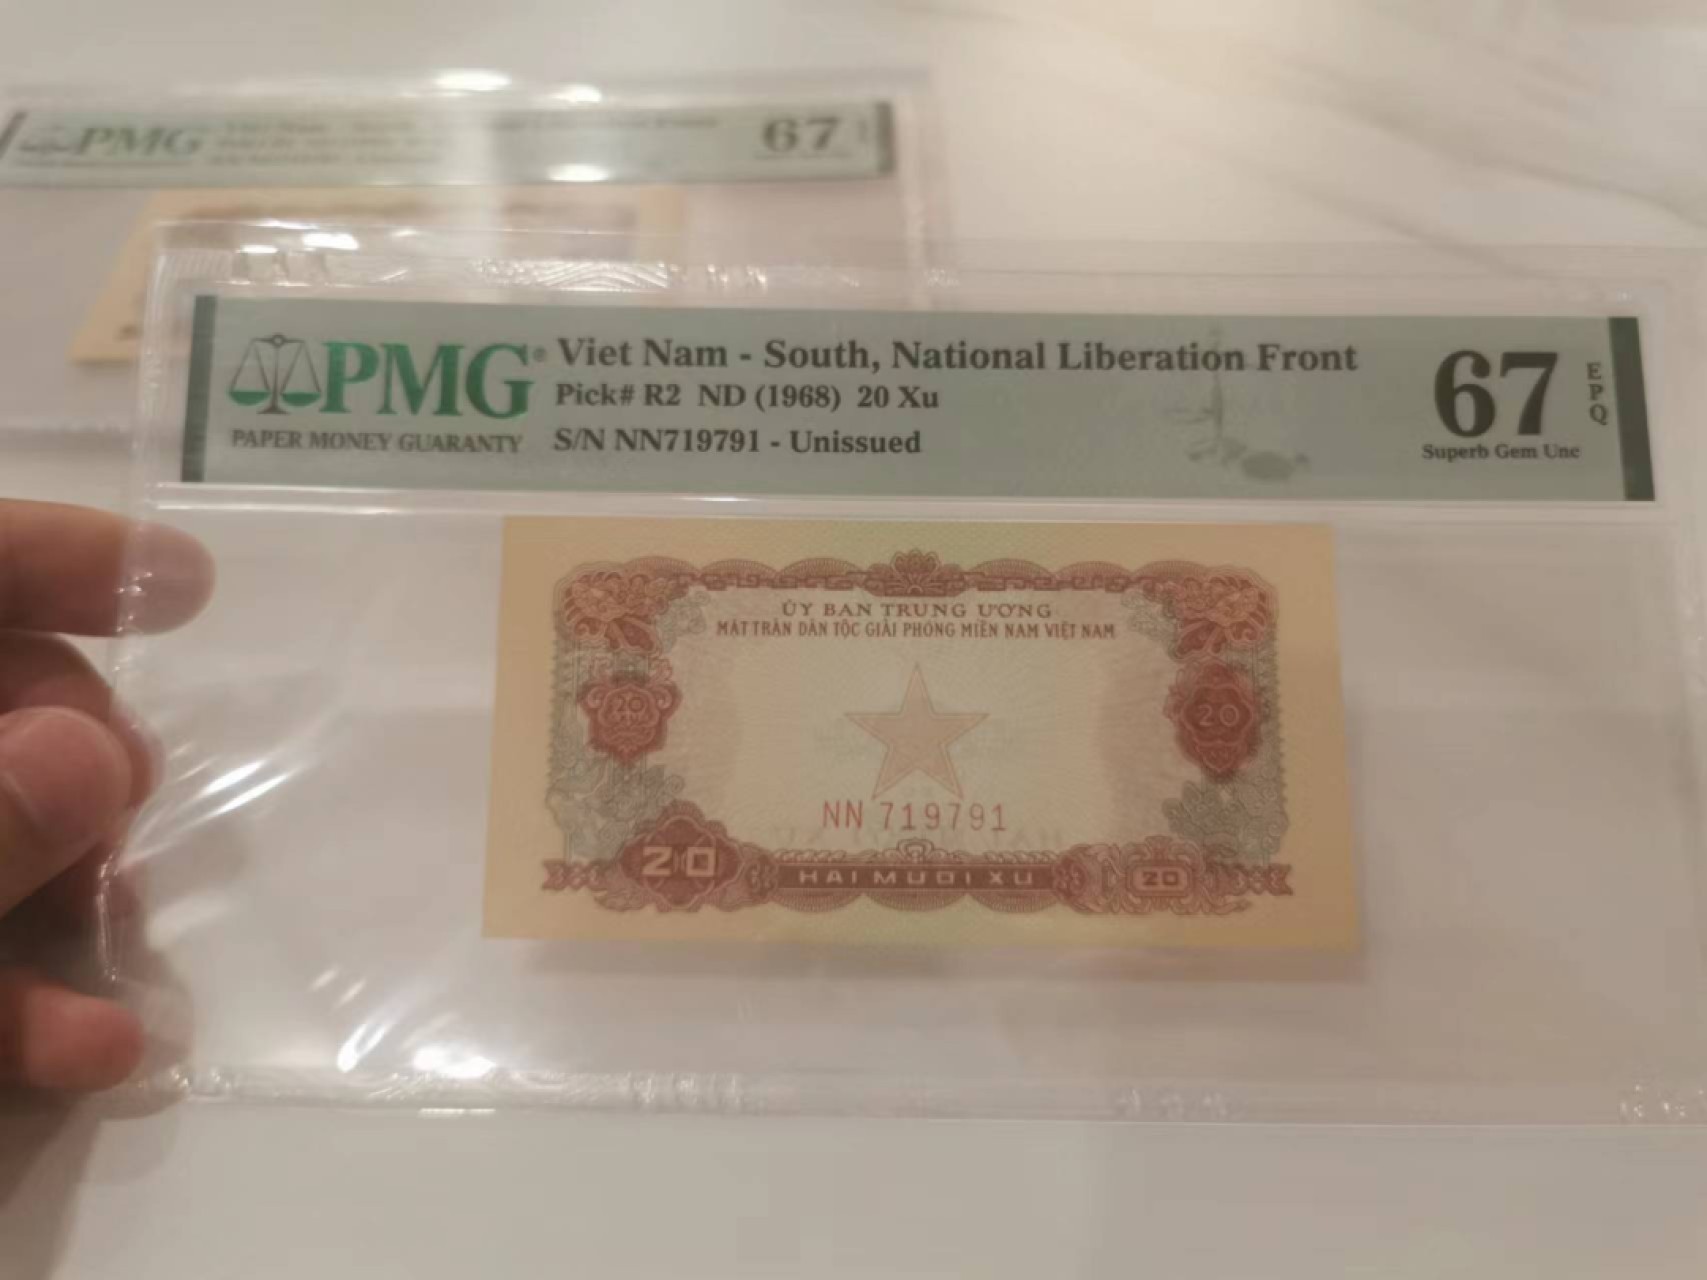 PMG
67
PMG®
PAPER MONEY GUARANTY
Viet Nam - South, National Liberation Front
Pick# R2 ND (1968) 20 Xu
S/N NN719791 - Unissued
67
EPQ
Superb Gem Unc
ỦY BAN TRUNG ƯƠNG
MẶT TRẬN DÂN TỘC GIẢI PHÓNG MIỀN NAM VIỆT NAM
20
20
NN 719791
20
HAI MƯƠI XU
20